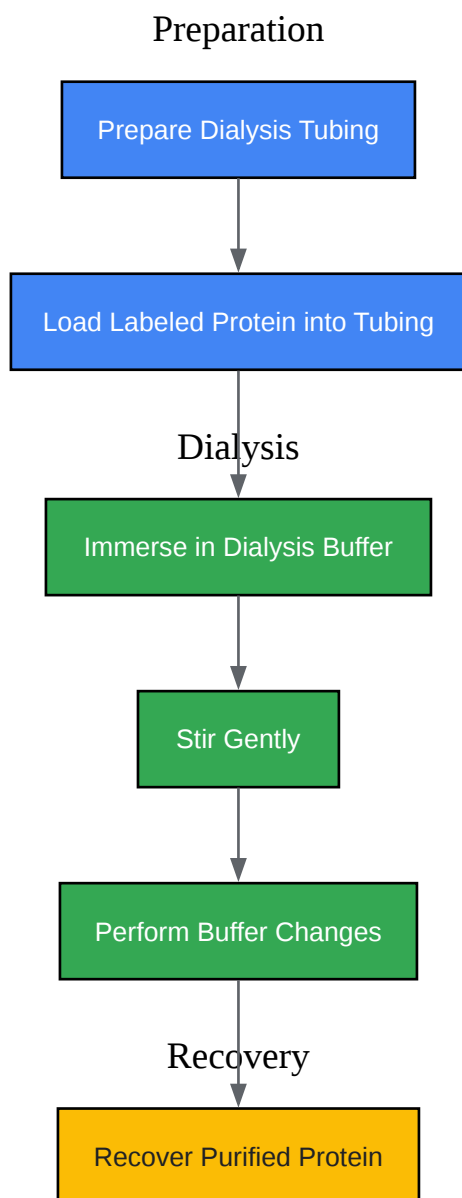 Preparation
Prepare Dialysis Tubing
Load Labeled Protein into Tubing
Dialysis
Immerse in Dialysis Buffer
Stir Gently
Perform Buffer Changes
Recovery
Recover Purified Protein